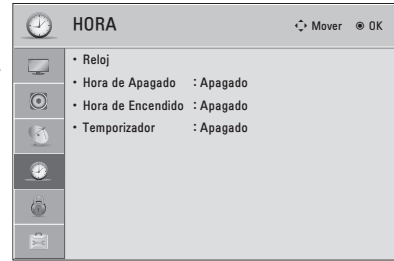 HORA Mover OK
• Reloj
• Hora de Apagado : Apagado
• Hora de Encendido : Apagado
• Temporizador : Apagado